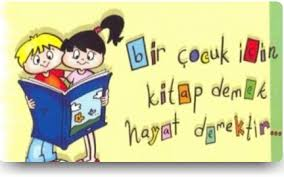 bir çocuk için
kitap demek
hayat demektir...